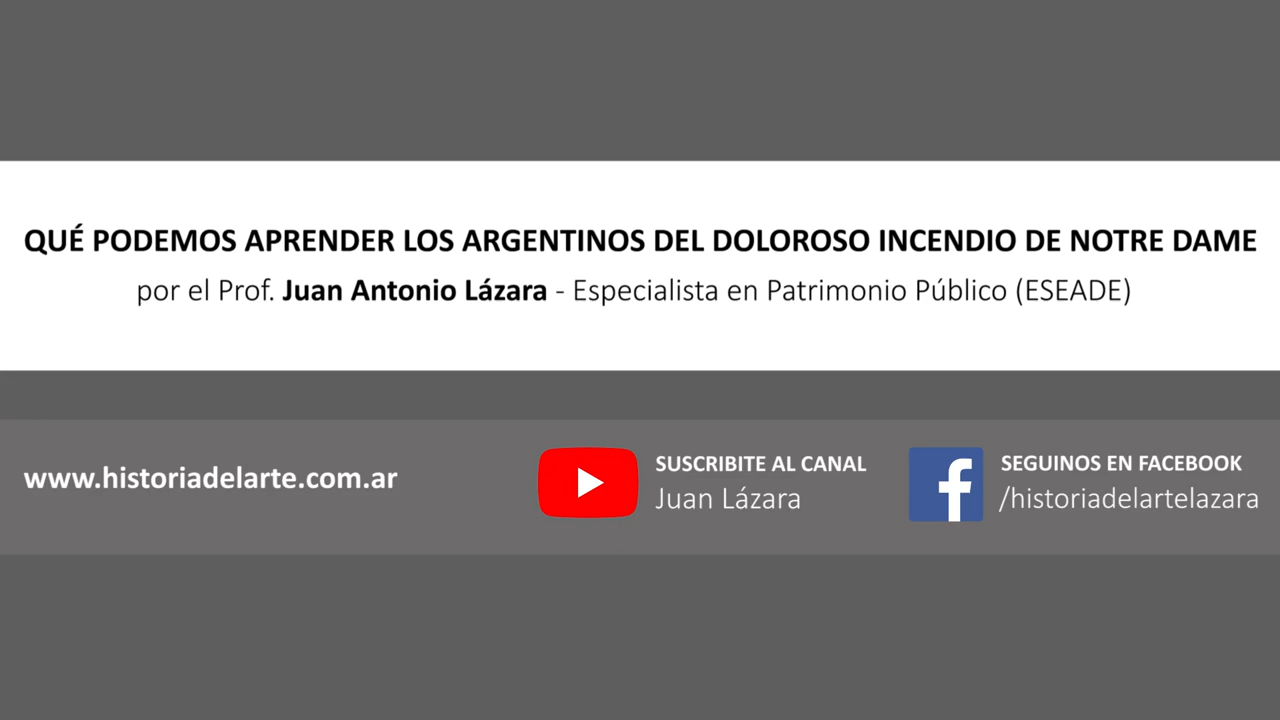 QUÉ PODEMOS APRENDER LOS ARGENTINOS DEL DOLOROSO INCENDIO DE NOTRE DAME
por el Prof. Juan Antonio Lázara - Especialista en Patrimonio Público (ESEADE)
www.historiadelarte.com.ar
SUSCRIBITE AL CANAL
Juan Lázara
SEGUINOS EN FACEBOOK
/historiadelartelazara